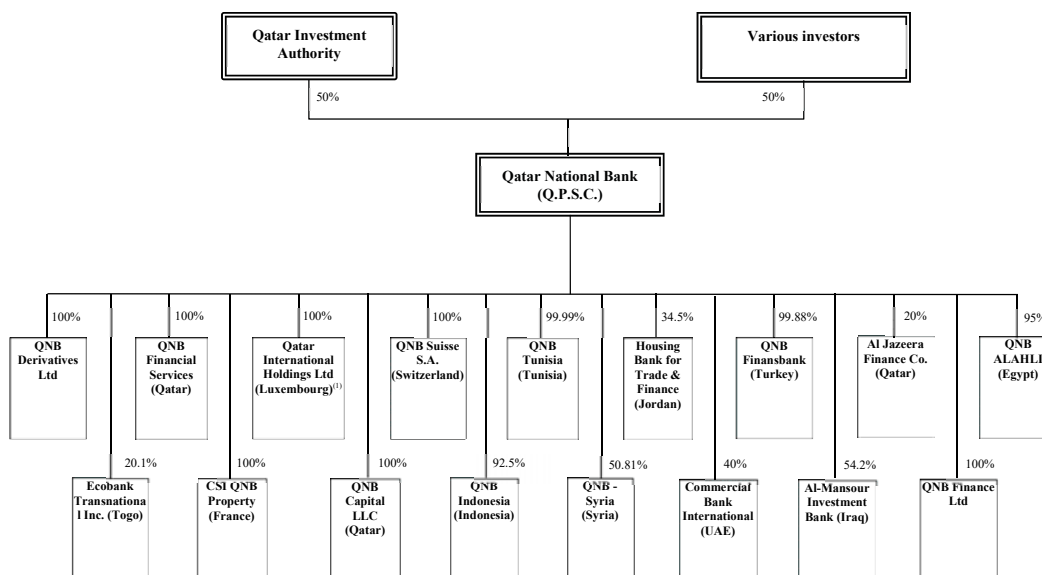 Qatar Investment
Authority
Various investors
50%
50%
Qatar National Bank
(Q.P.S.C.)
100%
100%
100%
100%
99.99%
34.5%
99.88%
20%
95%
QNB
Derivatives
Ltd
QNB
Financial
Services
(Qatar)
Qatar
International
Holdings Ltd
(Luxembourg)(1)
QNB Suisse
S.A.
(Switzerland)
QNB
Tunisia
(Tunisia)
Housing
Bank for
Trade &
Finance
(Jordan)
QNB
Finansbank
(Turkey)
Al Jazeera
Finance Co.
(Qatar)
QNB
ALAHLI
(Egypt)
20.1%
100%
100%
92.5%
50.81%
40%
54.2%
100%
Ecobank
Transnationa
l Inc. (Togo)
CSI QNB
Property
(France)
QNB
Capital
LLC
(Qatar)
QNB
Indonesia
(Indonesia)
QNB -
Syria
(Syria)
Commercial
Bank
International
(UAE)
Al-Mansour
Investment
Bank (Iraq)
QNB Finance
Ltd